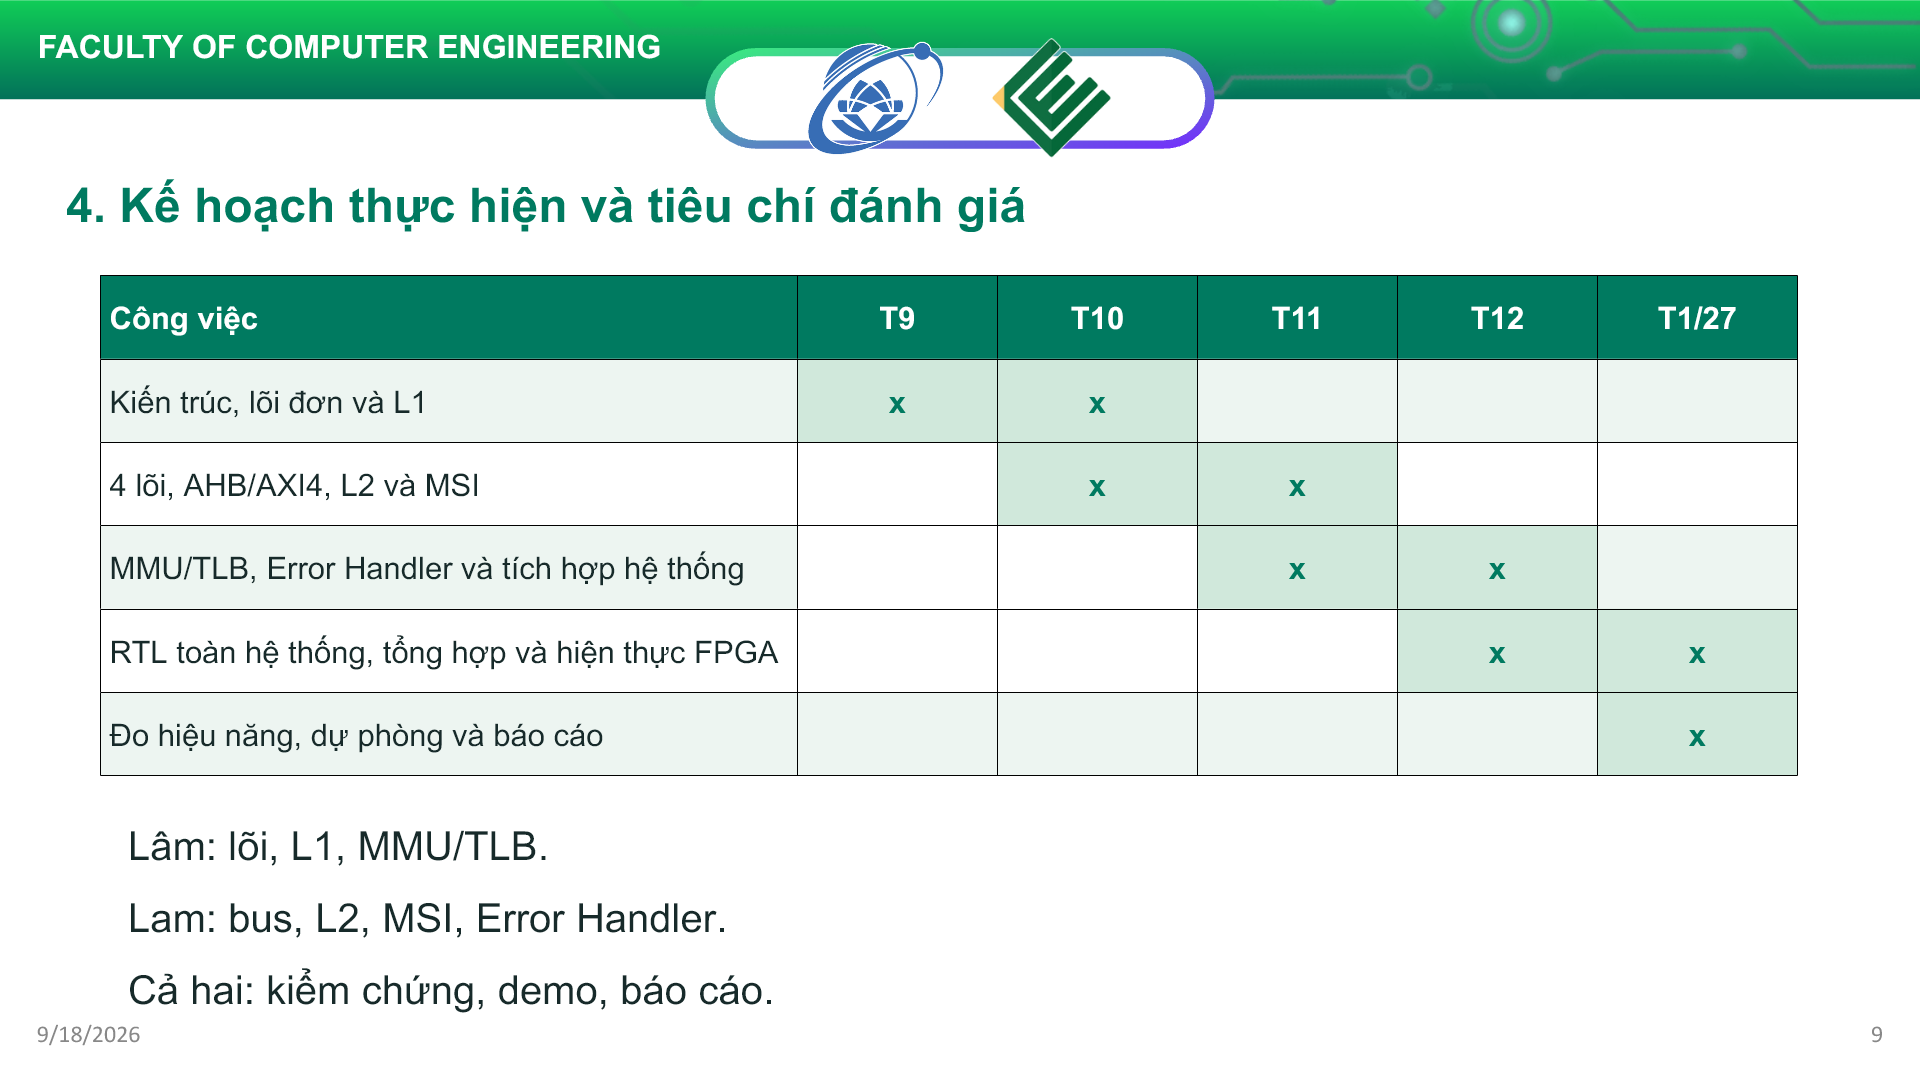 FACULTY OF COMPUTER ENGINEERING
4. Kế hoạch thực hiện và tiêu chí đánh giá
Công việc T9 T10 T11 T12 T1/27
Kiến trúc, lõi đơn và L1 x x
4 lõi, AHB/AXI4, L2 và MSI x x
MMU/TLB, Error Handler và tích hợp hệ thống x x
RTL toàn hệ thống, tổng hợp và hiện thực FPGA x x
Đo hiệu năng, dự phòng và báo cáo x
Lâm: lõi, L1, MMU/TLB.
Lam: bus, L2, MSI, Error Handler.
Cả hai: kiểm chứng, demo, báo cáo.
9/18/2026 9